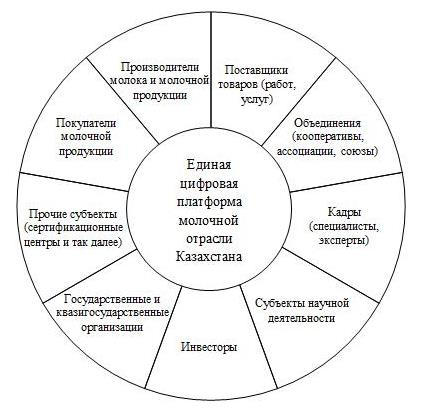 Производители
молока и молочной
продукции
Поставщики
товаров (работ,
услуг)
Объединения
(кооперативы,
ассоциации, союзы)
Кадры
(специалисты,
эксперты)
Субъекты научной
деятельности
Инвесторы
Государственные и
квазигосударственные
организации
Прочие субъекты
(сертификационные
центры и так далее)
Покупатели
молочной
продукции
Единая
цифровая
платформа
молочной
отрасли
Казахстана